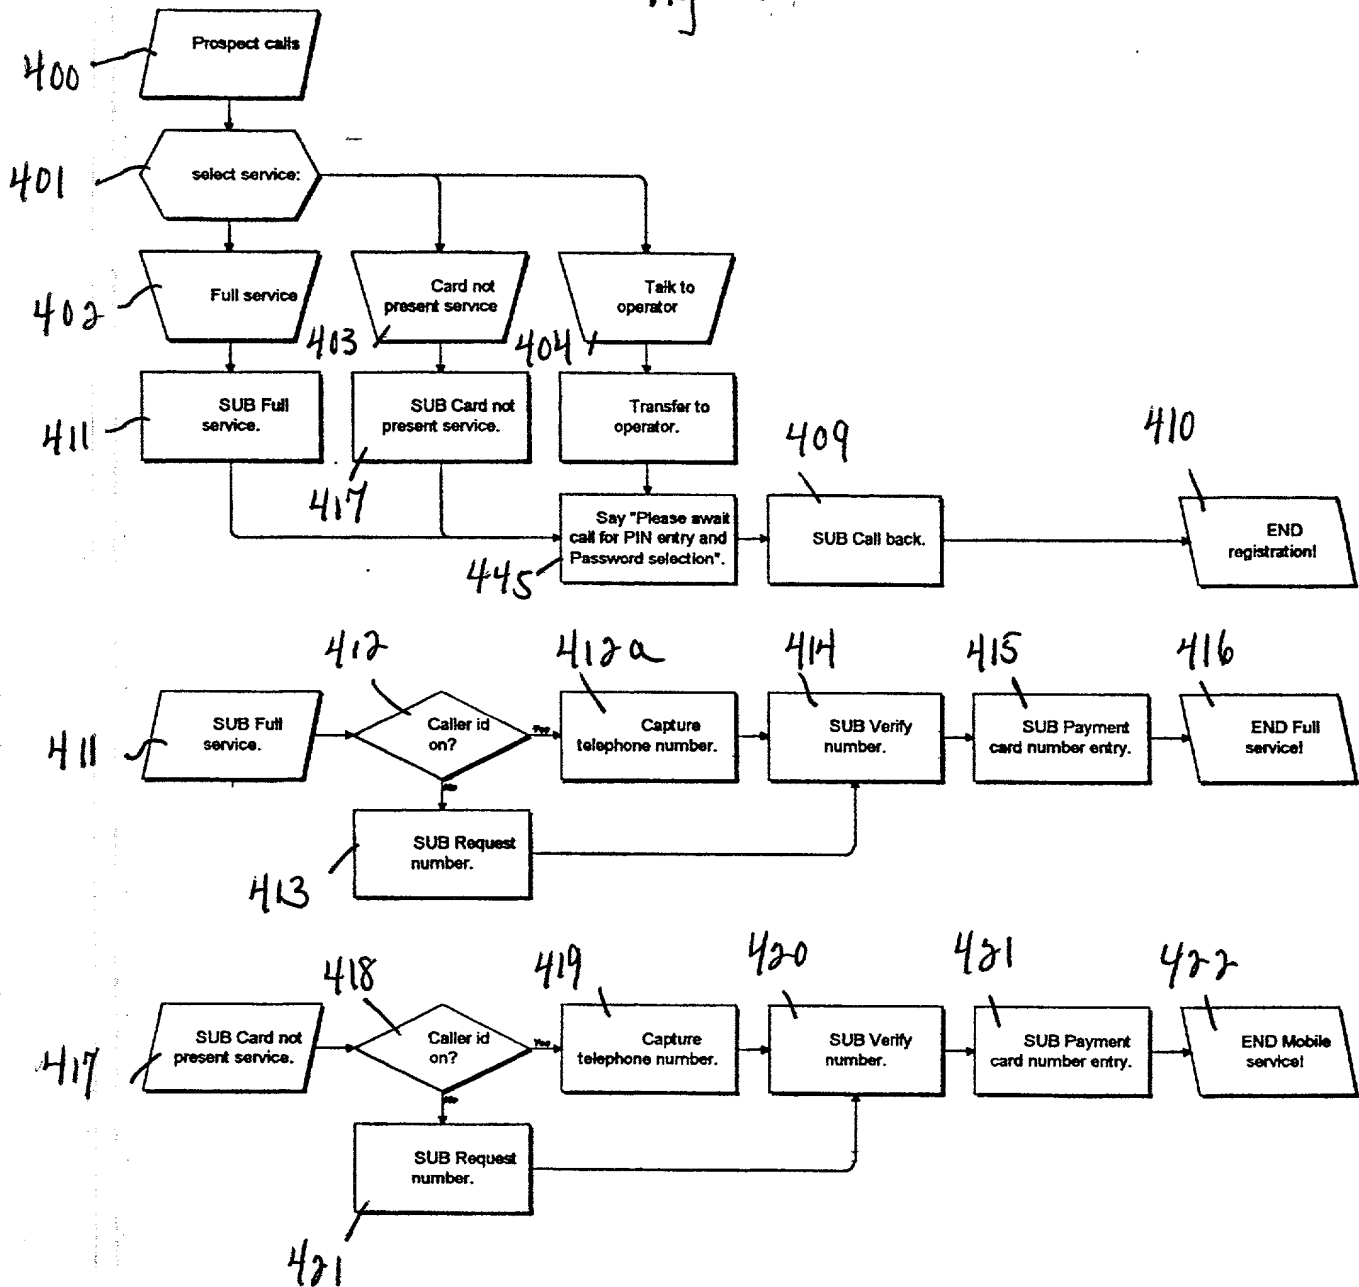 400
Prospect calls
401
select service:
402
Full service
Card not
present service
403
Talk to
operator
404
411
SUB Full
service.
SUB Card not
present service.
417
Transfer to
operator.
Say "Please await
call for PIN entry and
Password selection".
445
409
SUB Call back.
410
END
registration!
411
SUB Full
service.
412
Caller id
on?
Yes
No
412a
Capture
telephone number.
413
SUB Request
number.
414
SUB Verify
number.
415
SUB Payment
card number entry.
416
END Full
service!
417
SUB Card not
present service.
418
Caller id
on?
Yes
No
419
Capture
telephone number.
SUB Request
number.
421
420
SUB Verify
number.
421
SUB Payment
card number entry.
422
END Mobile
service!